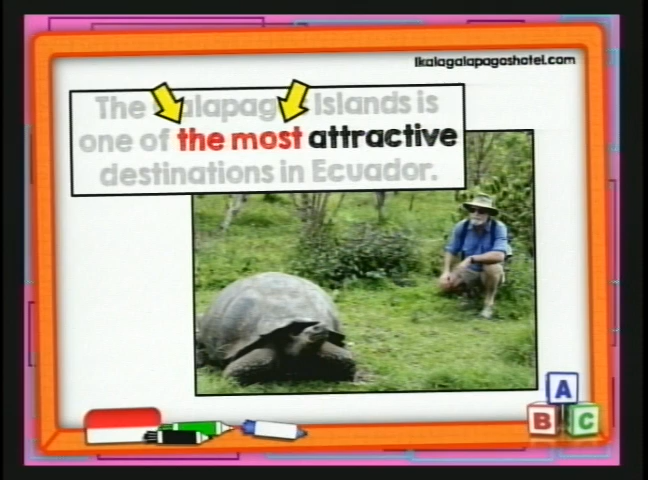 Ikalagalapagoshotel.com
The Galapagos Islands is
one of the most attractive
destinations in Ecuador.
A
B C